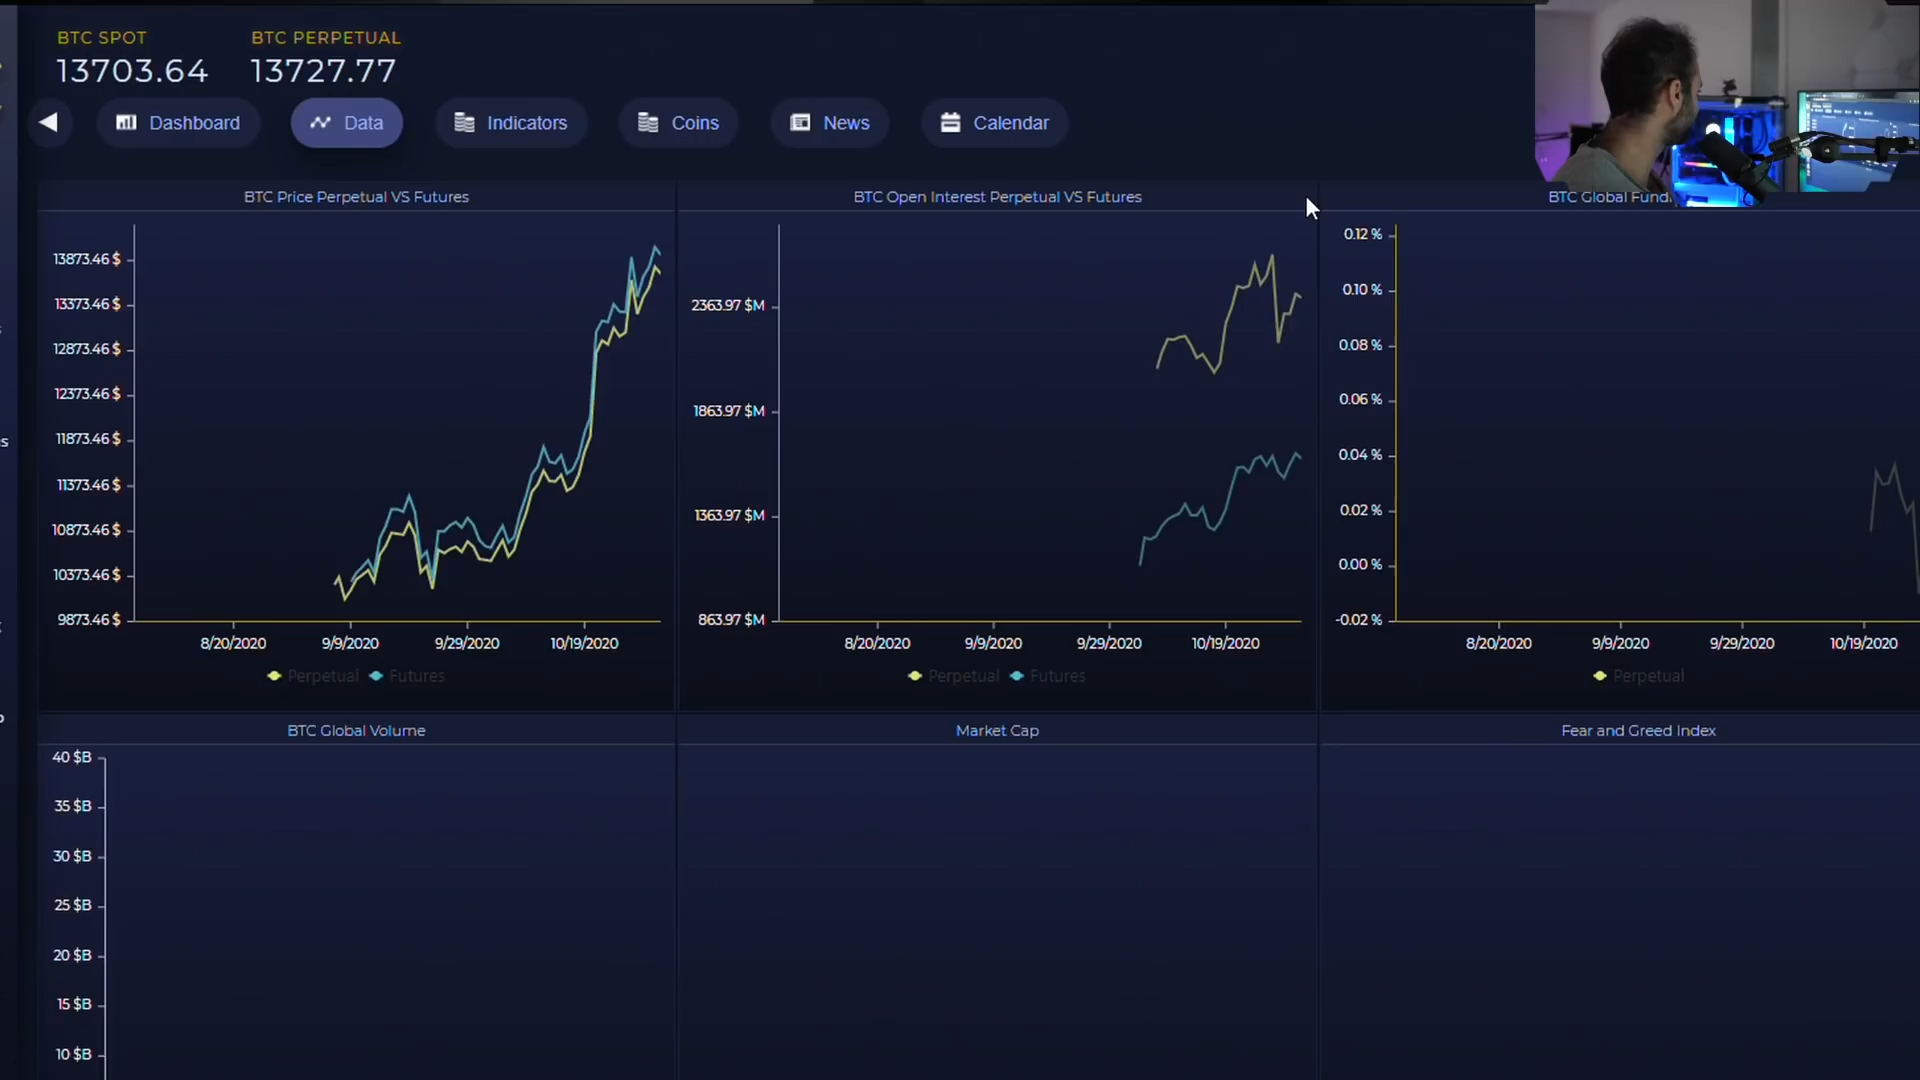 BTC SPOT
13703.64
BTC PERPETUAL
13727.77
Dashboard
Data
Indicators
Coins
News
Calendar
BTC Price Perpetual VS Futures
13873.46 $
13373.46 $
12873.46 $
12373.46 $
11873.46 $
11373.46 $
10873.46 $
10373.46 $
9873.46 $
8/20/2020
9/9/2020
9/29/2020
10/19/2020
Perpetual
Futures
BTC Open Interest Perpetual VS Futures
2363.97 $M
1863.97 $M
1363.97 $M
863.97 $M
8/20/2020
9/9/2020
9/29/2020
10/19/2020
Perpetual
Futures
BTC Global
0.12 %
0.10 %
0.08 %
0.06 %
0.04 %
0.02 %
0.00 %
-0.02 %
8/20/2020
9/9/2020
9/29/2020
10/19/2020
Perpetual
BTC Global Volume
40 $B
35 $B
30 $B
25 $B
20 $B
15 $B
10 $B
Market Cap
Fear and Greed Index